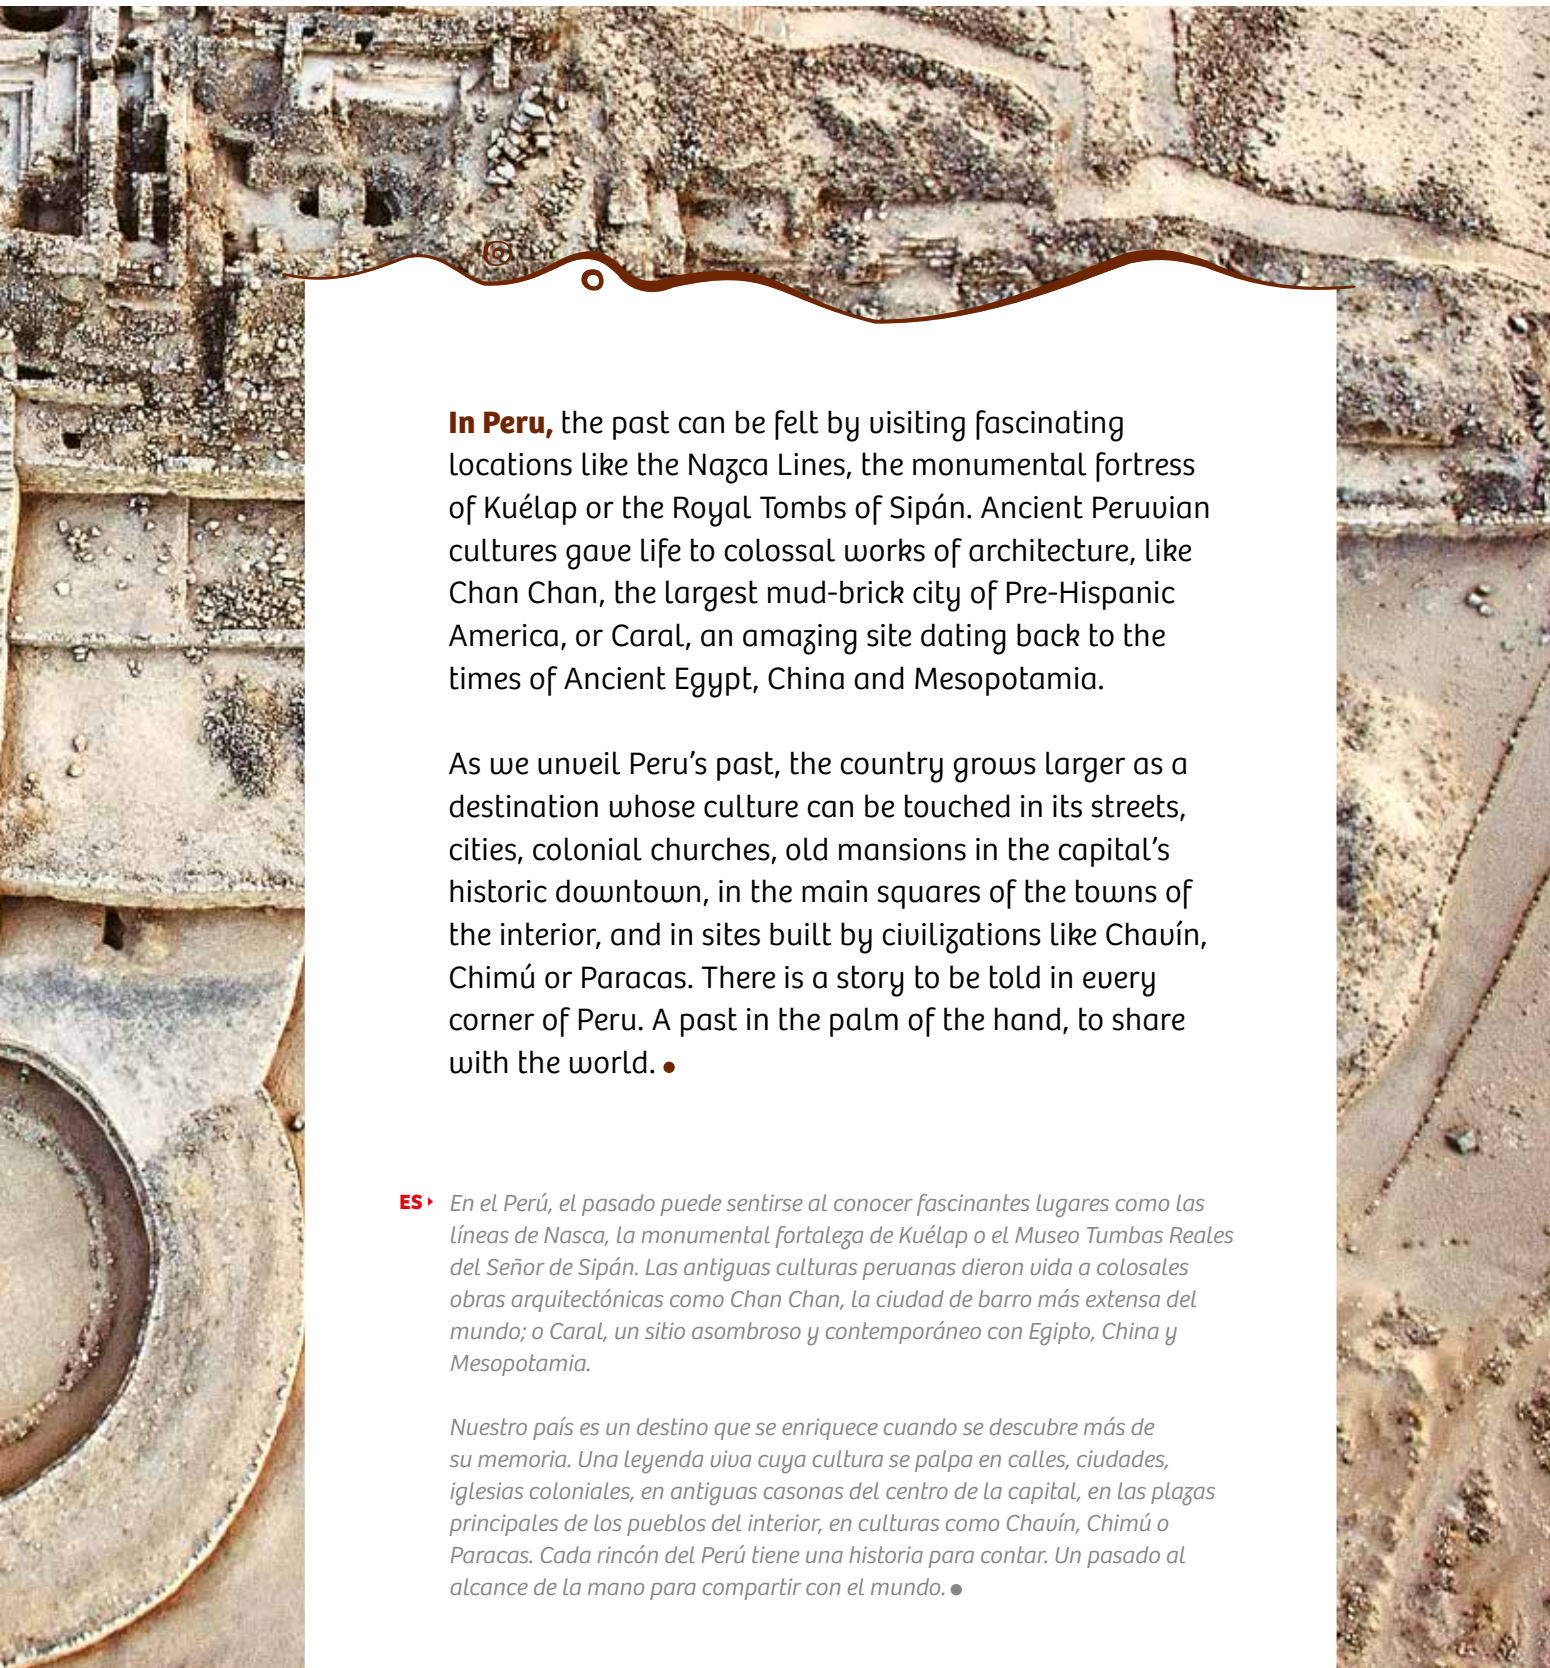 In Peru, the past can be felt by visiting fascinating
locations like the Nazca Lines, the monumental fortress
of Kuélap or the Royal Tombs of Sipán. Ancient Peruvian
cultures gave life to colossal works of architecture, like
Chan Chan, the largest mud-brick city of Pre-Hispanic
America, or Caral, an amazing site dating back to the
times of Ancient Egypt, China and Mesopotamia.
As we unveil Peru’s past, the country grows larger as a
destination whose culture can be touched in its streets,
cities, colonial churches, old mansions in the capital’s
historic downtown, in the main squares of the towns of
the interior, and in sites built by civilizations like Chavín,
Chimú or Paracas. There is a story to be told in every
corner of Peru. A past in the palm of the hand, to share
with the world. ●
ES ▸ En el Perú, el pasado puede sentirse al conocer fascinantes lugares como las
líneas de Nasca, la monumental fortaleza de Kuélap o el Museo Tumbas Reales
del Señor de Sipán. Las antiguas culturas peruanas dieron vida a colosales
obras arquitectónicas como Chan Chan, la ciudad de barro más extensa del
mundo; o Caral, un sitio asombroso y contemporáneo con Egipto, China y
Mesopotamia.
Nuestro país es un destino que se enriquece cuando se descubre más de
su memoria. Una leyenda viva cuya cultura se palpa en calles, ciudades,
iglesias coloniales, en antiguas casonas del centro de la capital, en las plazas
principales de los pueblos del interior, en culturas como Chavín, Chimú o
Paracas. Cada rincón del Perú tiene una historia para contar. Un pasado al
alcance de la mano para compartir con el mundo. ●